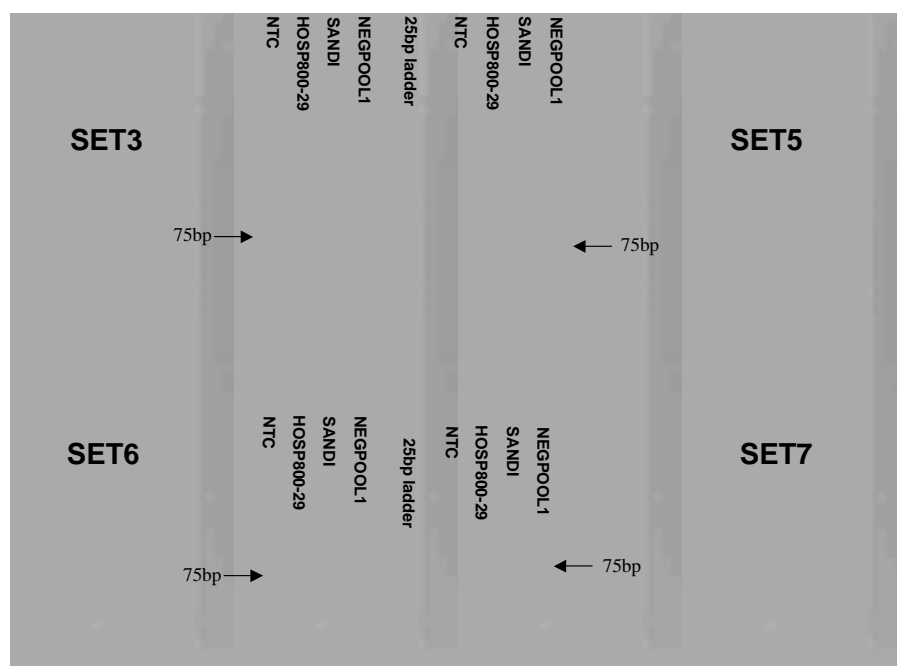 NTC
HOSP800-29
SANDI
NEGPOOL1
25bp ladder
NTC
HOSP800-29
SANDI
NEGPOOL1
SET3
SET5
75bp
75bp
NTC
HOSP800-29
SANDI
NEGPOOL1
25bp ladder
NTC
HOSP800-29
SANDI
NEGPOOL1
SET6
SET7
75bp
75bp